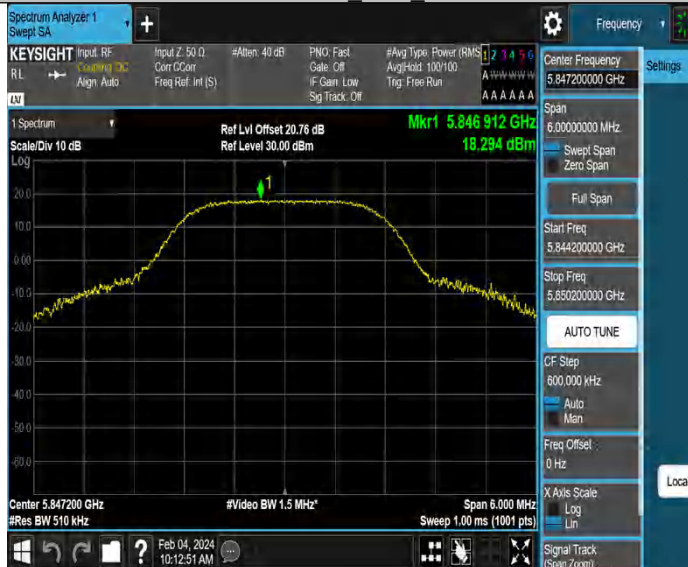 Spectrum Analyzer 1
Swept SA
+
Frequency
KEYSIGHT
RL
Input: RF
Coupling: DC
Align: Auto
Input Z: 50 Ω
Corr CCorr
Freq Ref: Int (S)
#Atten: 40 dB
PNO: Fast
Gate: Off
IF Gain: Low
Sig Track: Off
#Avg Type: Power (RMS
Avg|Hold: 100/100
Trig: Free Run
1 2 3 4 5 6
A W W W W W
A A A A A A
LXI
1 Spectrum
Scale/Div 10 dB
Log
Ref Lvl Offset 20.76 dB
Ref Level 30.00 dBm
Mkr1 5.846 912 GHz
18.294 dBm
1
20.0
10.0
0.00
-10.0
-20.0
-30.0
-40.0
-50.0
-60.0
Center 5.847200 GHz
#Res BW 510 kHz
#Video BW 1.5 MHz*
Span 6.000 MHz
Sweep 1.00 ms (1001 pts)
?
Feb 04, 2024
10:12:51 AM
Center Frequency
5.847200000 GHz
Span
6.00000000 MHz
Swept Span
Zero Span
Full Span
Start Freq
5.844200000 GHz
Stop Freq
5.850200000 GHz
AUTO TUNE
CF Step
600.000 kHz
Auto
Man
Freq Offset
0 Hz
X Axis Scale
Log
Lin
Signal Track
(Span Zoom)
Settings
Loca